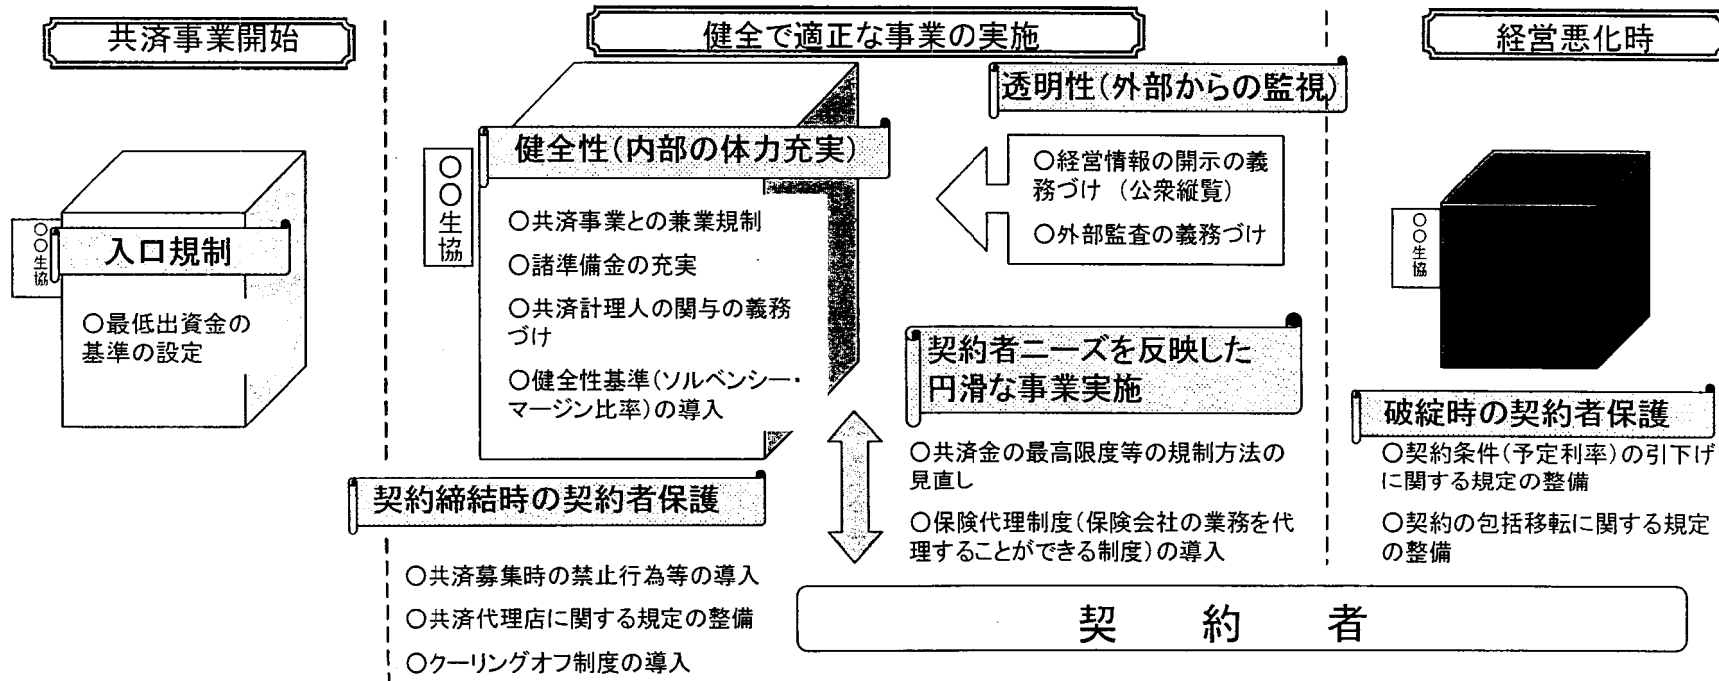 共済事業開始
健全で適正な事業の実施
経営悪化時
○○生協
入口規制
○最低出資金の
基準の設定
○○生協
健全性(内部の体力充実)
○共済事業との兼業規制
○諸準備金の充実
○共済計理人の関与の義務
づけ
○健全性基準(ソルベンシー・
マージン比率)の導入
透明性(外部からの監視)
○経営情報の開示の義
務づけ (公衆縦覧)
○外部監査の義務づけ
契約者ニーズを反映した
円滑な事業実施
○共済金の最高限度等の規制方法の
見直し
○保険代理制度(保険会社の業務を代
理することができる制度)の導入
契約締結時の契約者保護
○共済募集時の禁止行為等の導入
○共済代理店に関する規定の整備
○クーリングオフ制度の導入
○○生協
破綻時の契約者保護
○契約条件(予定利率)の引下げ
に関する規定の整備
○契約の包括移転に関する規定
の整備
契約者